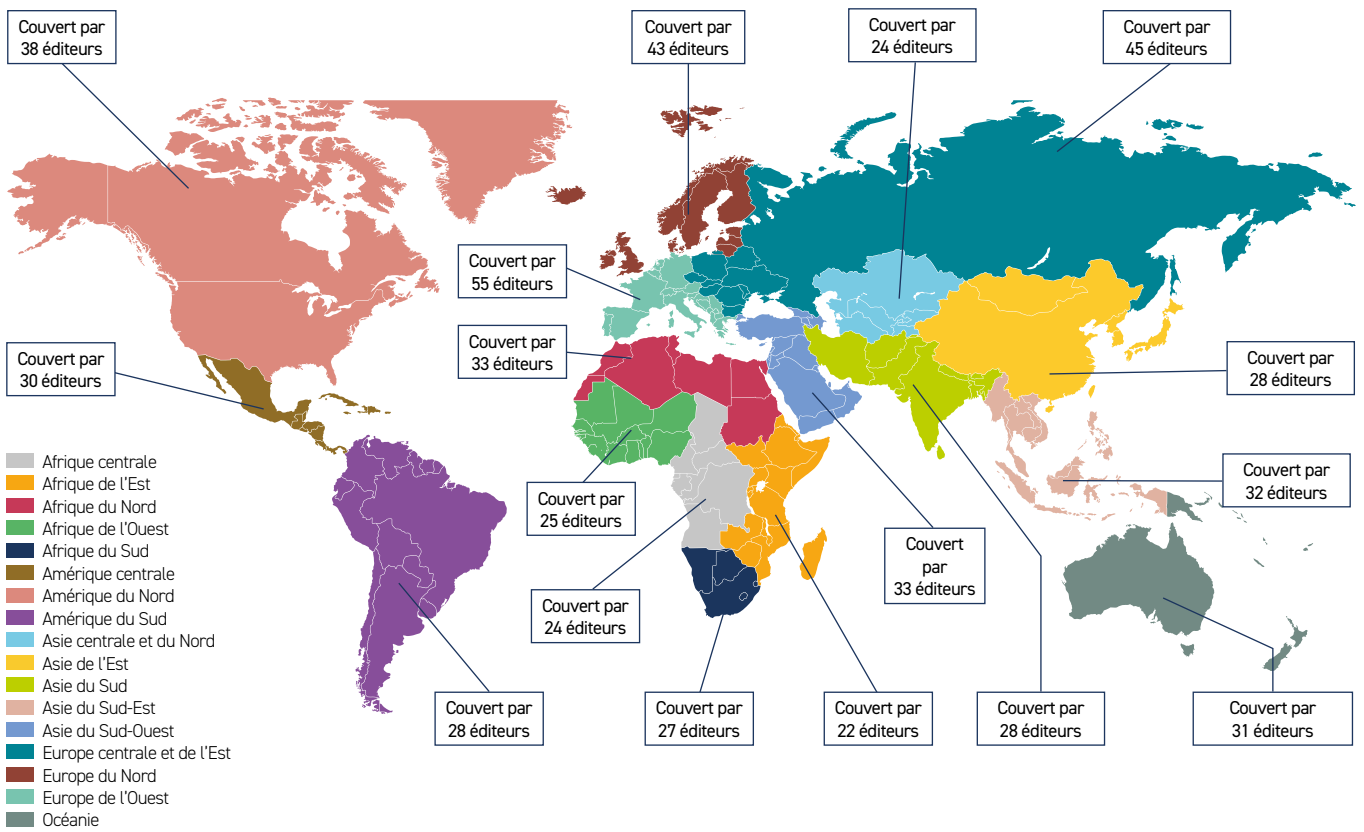 Couvert par
38 éditeurs
Couvert par
43 éditeurs
Couvert par
24 éditeurs
Couvert par
45 éditeurs
Couvert par
55 éditeurs
Couvert par
33 éditeurs
Couvert par
30 éditeurs
Couvert par
28 éditeurs
Couvert par
32 éditeurs
Couvert par
25 éditeurs
Couvert
par
33 éditeurs
Couvert par
24 éditeurs
Couvert par
28 éditeurs
Couvert par
27 éditeurs
Couvert par
22 éditeurs
Couvert par
28 éditeurs
Couvert par
31 éditeurs
Afrique centrale
Afrique de l'Est
Afrique du Nord
Afrique de l'Ouest
Afrique du Sud
Amérique centrale
Amérique du Nord
Amérique du Sud
Asie centrale et du Nord
Asie de l'Est
Asie du Sud
Asie du Sud-Est
Asie du Sud-Ouest
Europe centrale et de l'Est
Europe du Nord
Europe de l'Ouest
Océanie